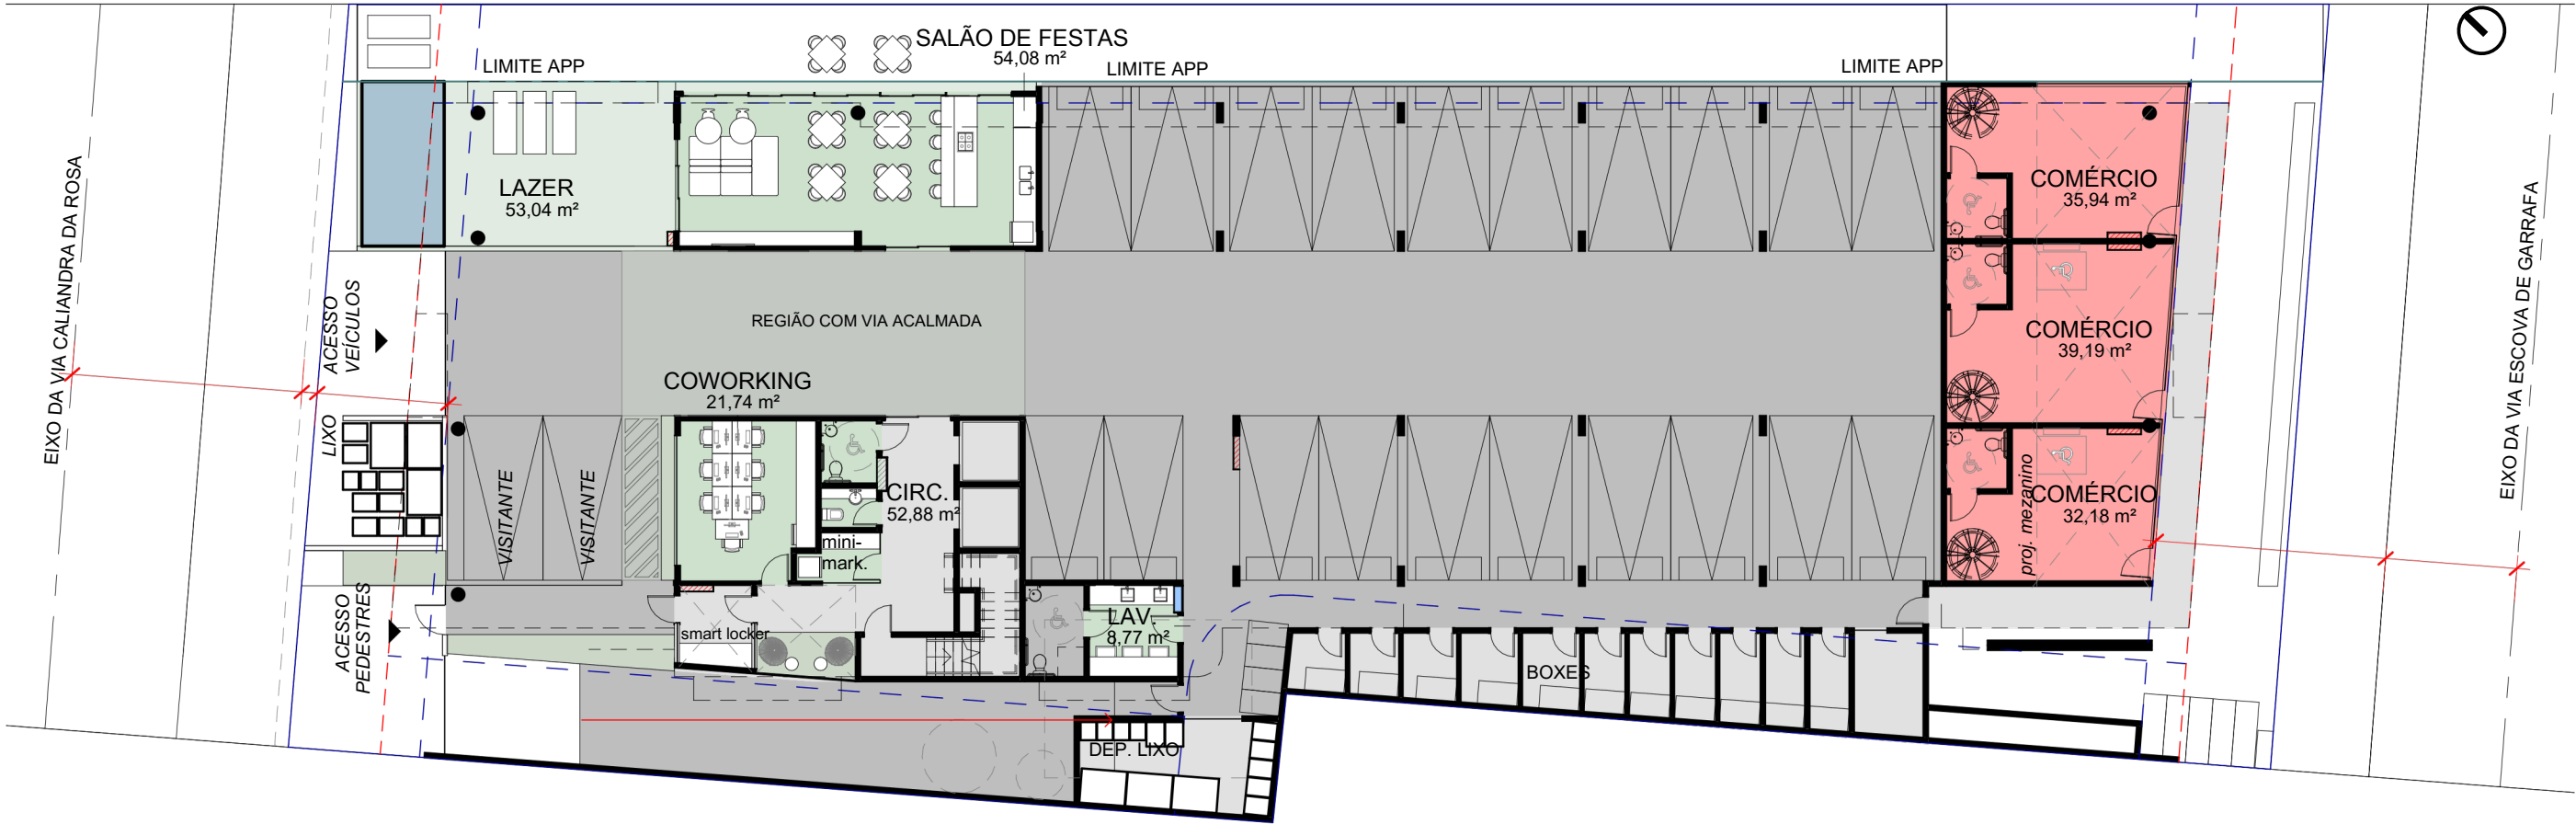 SALÃO DE FESTAS
54,08 m²
LIMITE APP
LIMITE APP
LIMITE APP
LAZER
53,04 m²
COMÉRCIO
35,94 m²
EIXO DA VIA CALIANDRA DA ROSA
ACESSO
VEÍCULOS
REGIÃO COM VIA ACALMADA
COMÉRCIO
39,19 m²
EIXO DA VIA ESCOVA DE GARRAFA
COWORKING
21,74 m²
LIXO
VISITANTE
VISITANTE
CIRC.
52,88 m²
mini-
mark.
proj. mezanino
COMÉRCIO
32,18 m²
ACESSO
PEDESTRES
smart locker
LAV.
8,77 m²
BOXES
DEP. LIXO